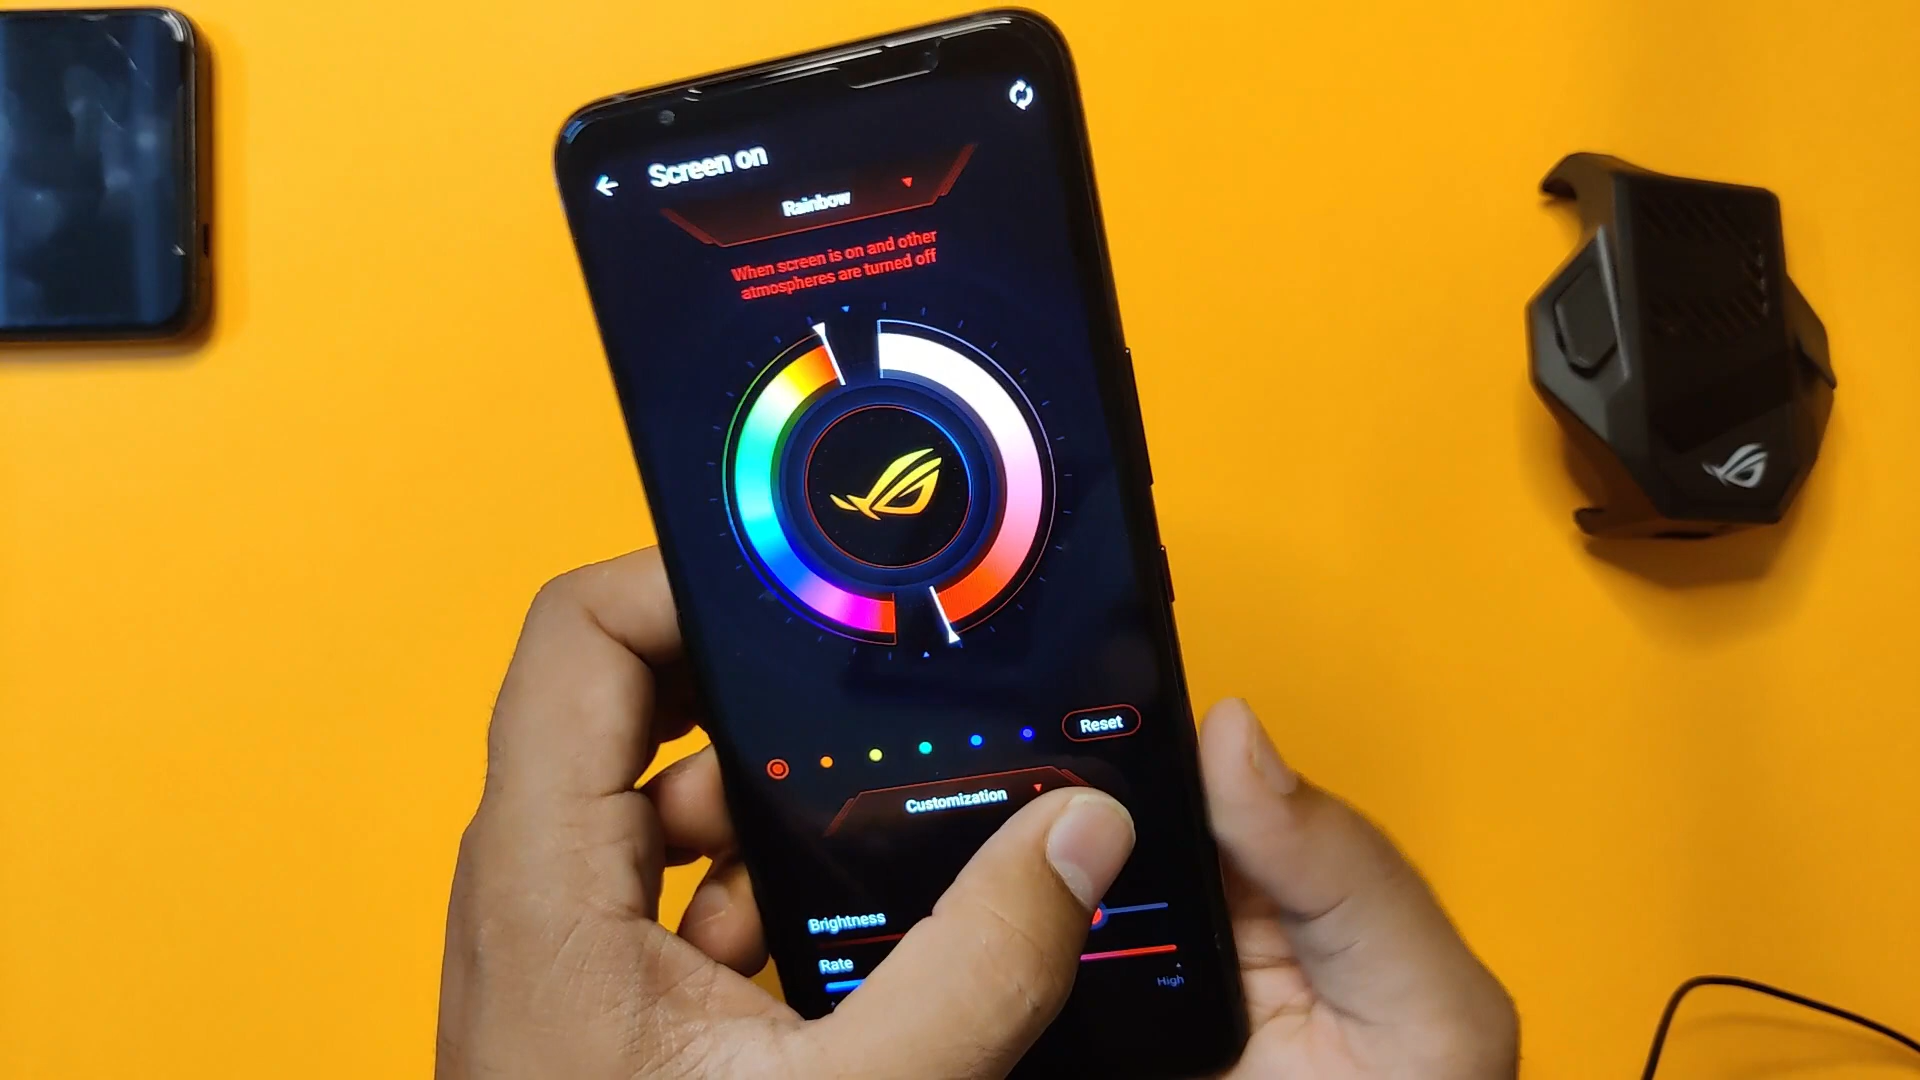 Screen on
Rainbow
When screen is on and other
atmospheres are turned off
Reset
Customization
Brightness
Rate
High